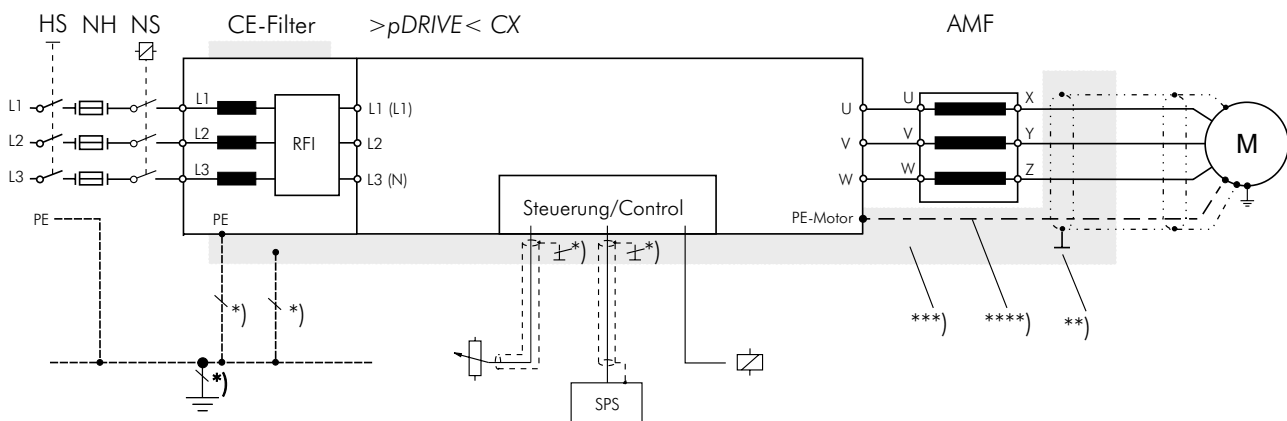 HS NH NS CE-Filter >pDRIVE< CX AMF
L1 L1 L1 (L1) U U X
L2 L2 RFI L2 V V Y M
L3 L3 L3 (N) W W Z
Steuerung/Control
PE PE PE-Motor
*) *)
*) *) ***) ****) **)
*)
SPS